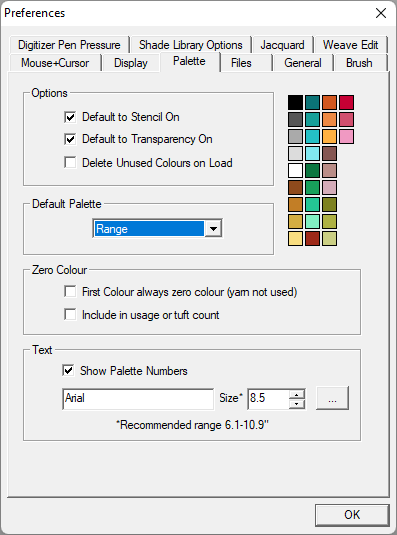 Preferences
Digitizer Pen Pressure Shade Library Options Jacquard Weave Edit
Mouse+Cursor Display Palette Files General Brush
Options
Default to Stencil On
Default to Transparency On
Delete Unused Colours on Load
Default Palette
Range
Zero Colour
First Colour always zero colour (yarn not used)
Include in usage or tuft count
Text
Show Palette Numbers
Arial Size* 8.5 ...
*Recommended range 6.1-10.9"
OK